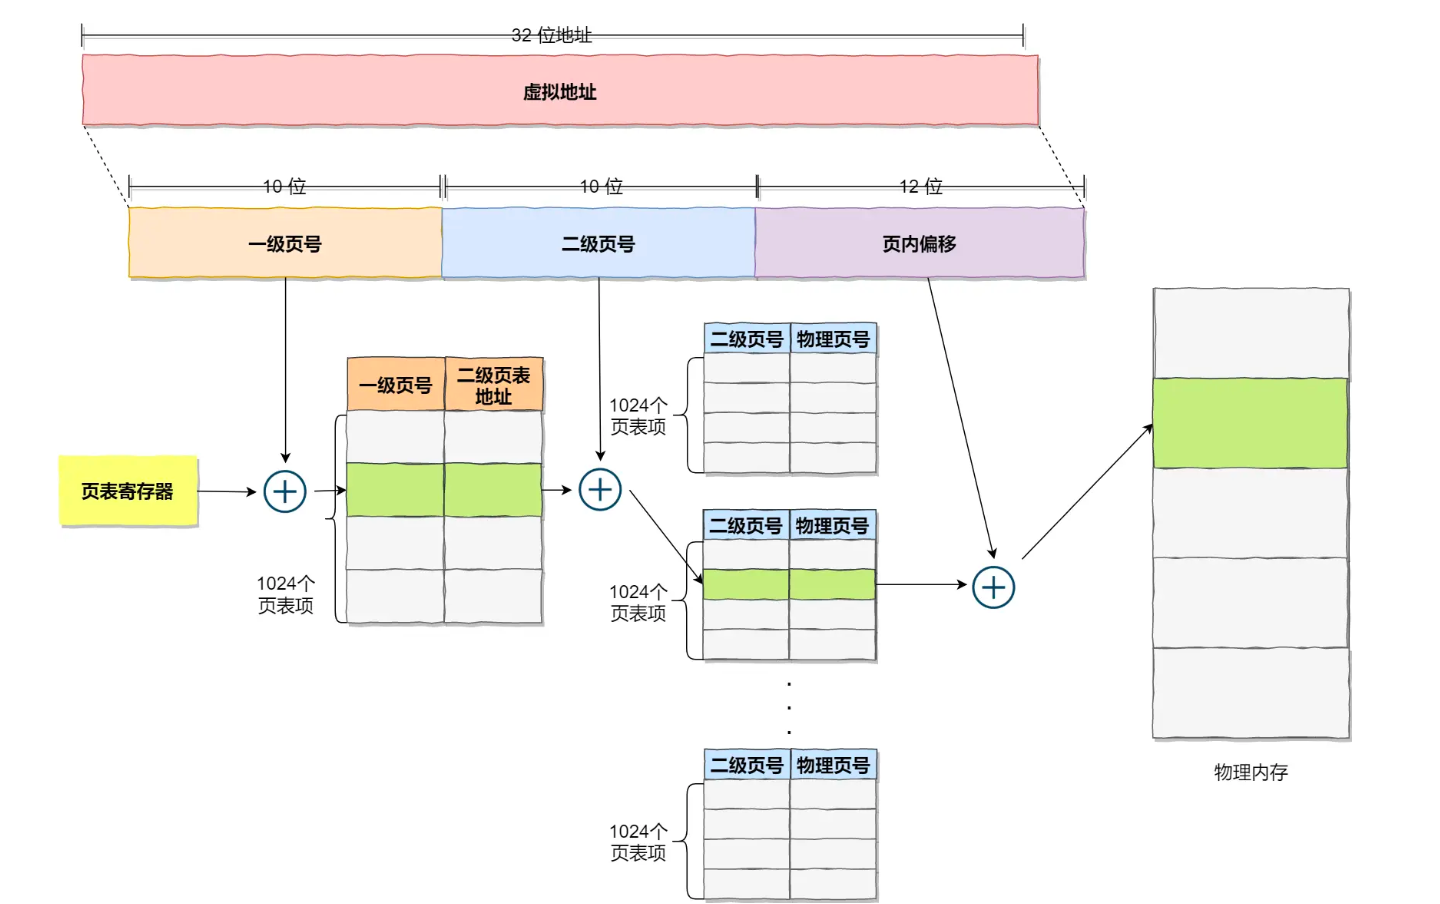 32 位地址
虚拟地址
10 位
10 位
12 位
一级页号
二级页号
页内偏移
二级页号
物理页号
一级页号
二级页表
地址
1024个
页表项
页表寄存器
二级页号
物理页号
1024个
页表项
1024个
页表项
.
.
.
二级页号
物理页号
物理内存
1024个
页表项